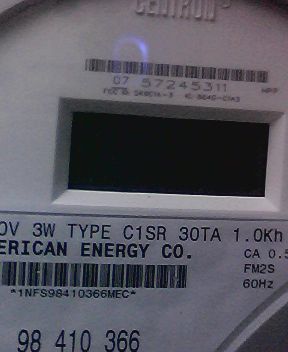 CENTRON
07 57245311
0V 3W TYPE C1SR 30TA 1.0Kh
ERICAN ENERGY CO.
CA 0.5
FM2S
*1NFS98410366MEC*
60Hz
98 410 366